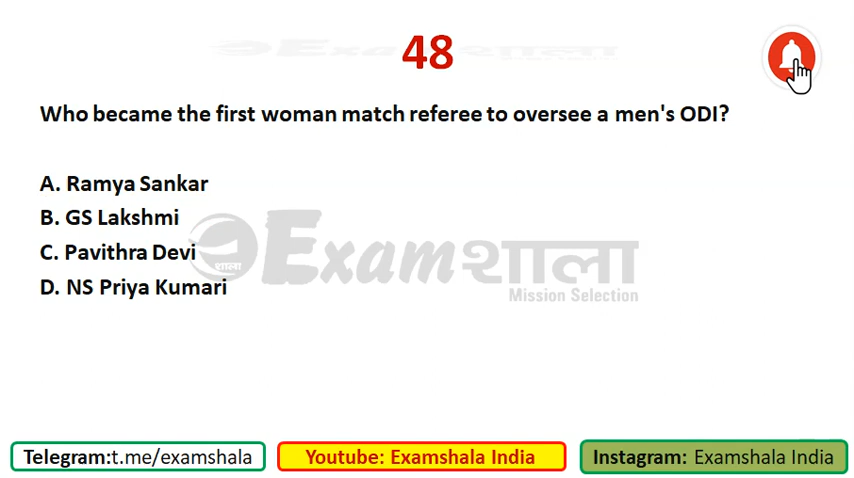 48
Who became the first woman match referee to oversee a men's ODI?
A. Ramya Sankar
B. GS Lakshmi
C. Pavithra Devi
D. NS Priya Kumari
शाला
Examशाला
Mission Selection
Telegram:t.me/examshala
Youtube: Examshala India
Instagram: Examshala India